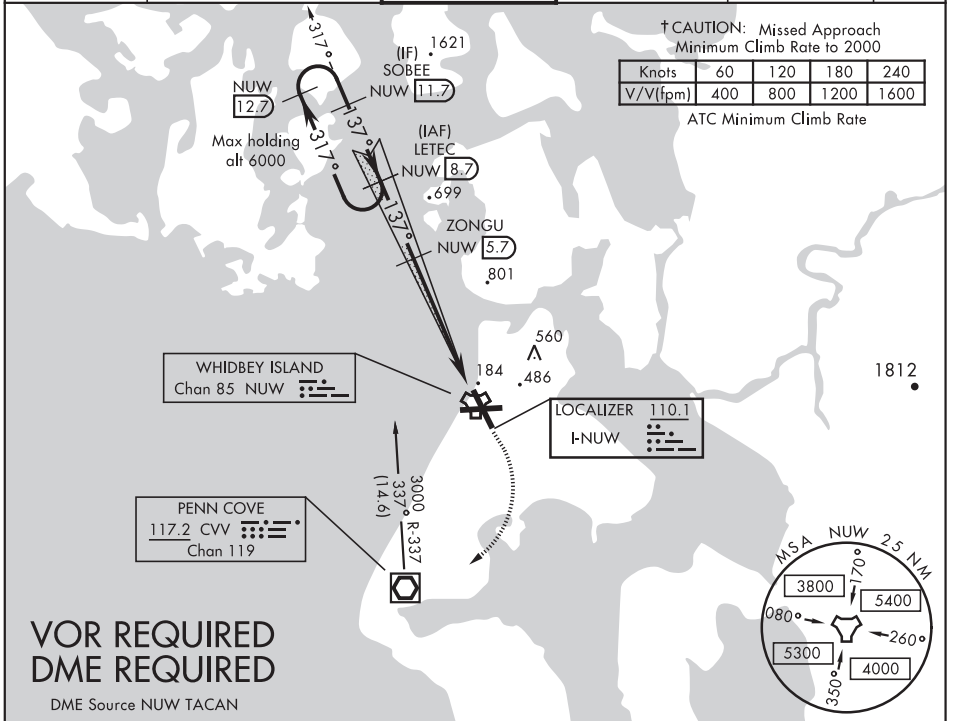 † CAUTION: Missed Approach
Minimum Climb Rate to 2000
Knots 60 120 180 240
V/V(fpm) 400 800 1200 1600
ATC Minimum Climb Rate
317°
1621
(IF)
SOBEE
NUW 11.7
NUW
12.7
137°
317°
Max holding
alt 6000
(IAF)
LETEC
NUW 8.7
699
137°
ZONGU
NUW 5.7
801
560
184
486
1812
WHIDBEY ISLAND
Chan 85 NUW
LOCALIZER 110.1
I-NUW
3000 R-337
337°
(14.6)
PENN COVE
117.2 CVV
Chan 119
VOR REQUIRED
DME REQUIRED
DME Source NUW TACAN
MSA NUW 25 NM
170°
3800
5400
080°
260°
5300
4000
350°